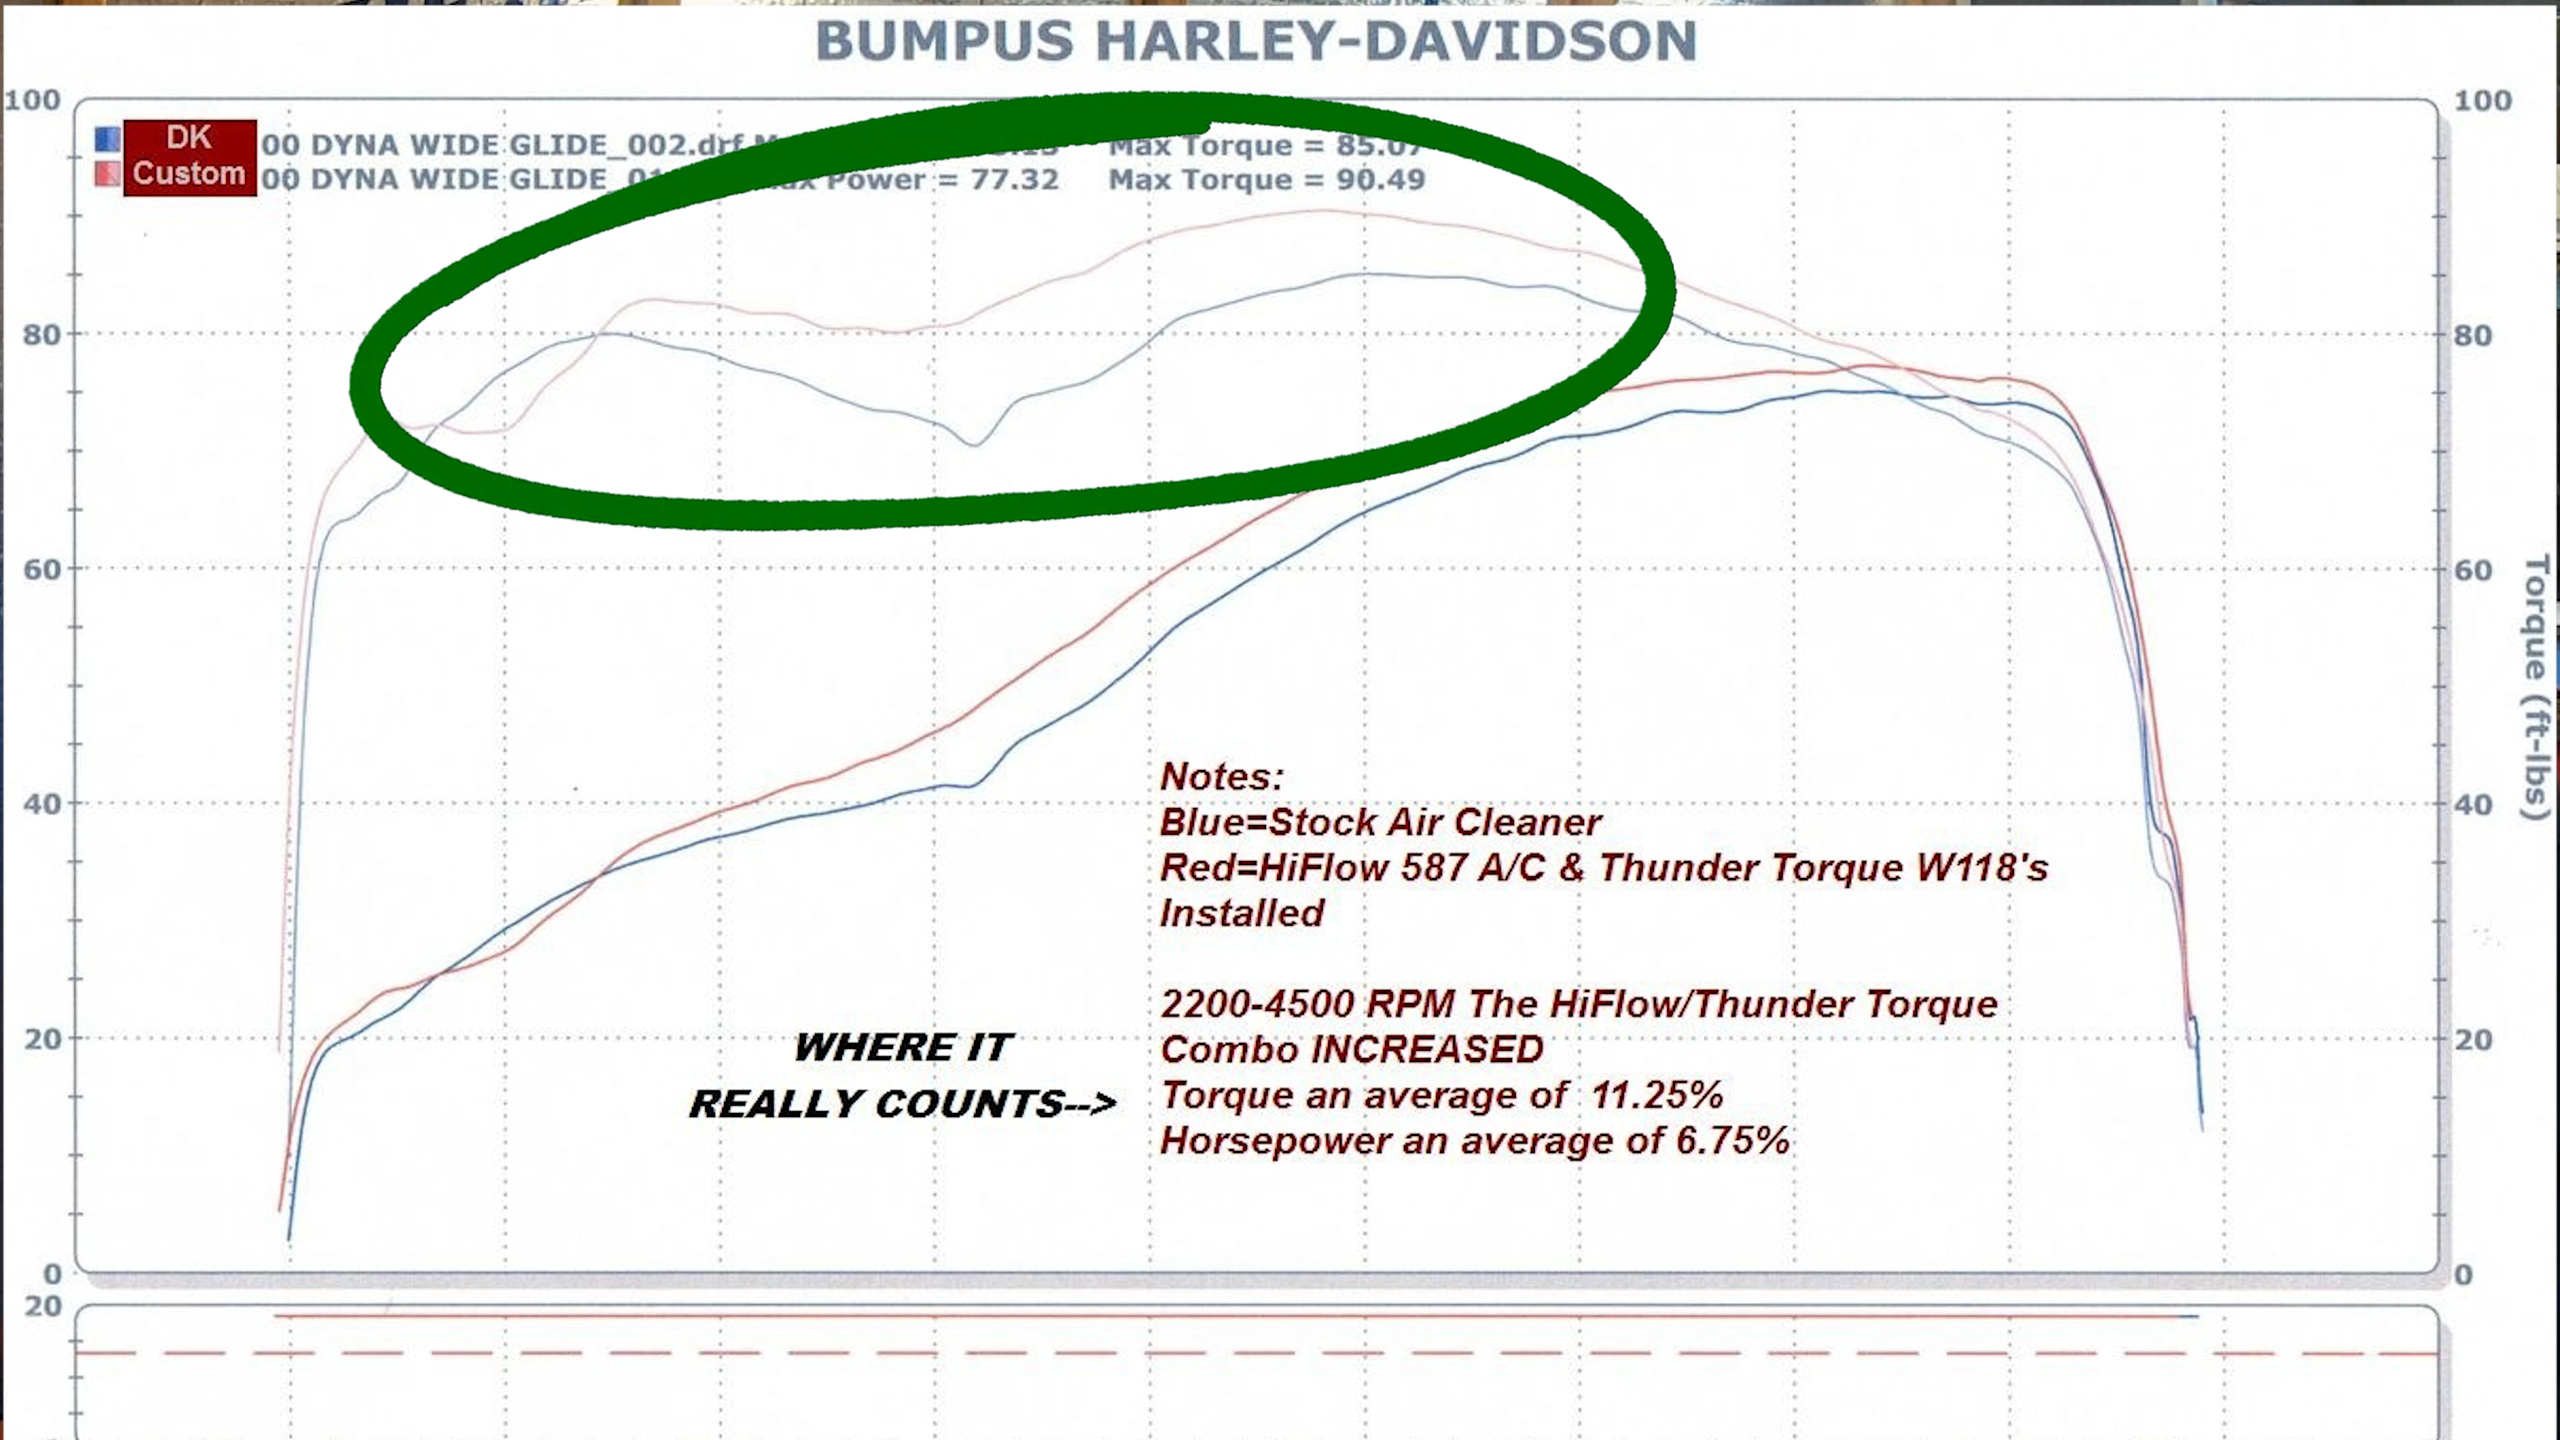 BUMPUS HARLEY-DAVIDSON
100
100
DK
Custom
00 DYNA WIDE GLIDE_002.drf Max Torque = 85.07
00 DYNA WIDE GLIDE_ Power = 77.32 Max Torque = 90.49
80
80
60
60
Torque (ft-lbs)
40
40
Notes:
Blue=Stock Air Cleaner
Red=HiFlow 587 A/C & Thunder Torque W118's
Installed
2200-4500 RPM The HiFlow/Thunder Torque
Combo INCREASED
Torque an average of 11.25%
Horsepower an average of 6.75%
WHERE IT
REALLY COUNTS-->
20
20
0
0
20